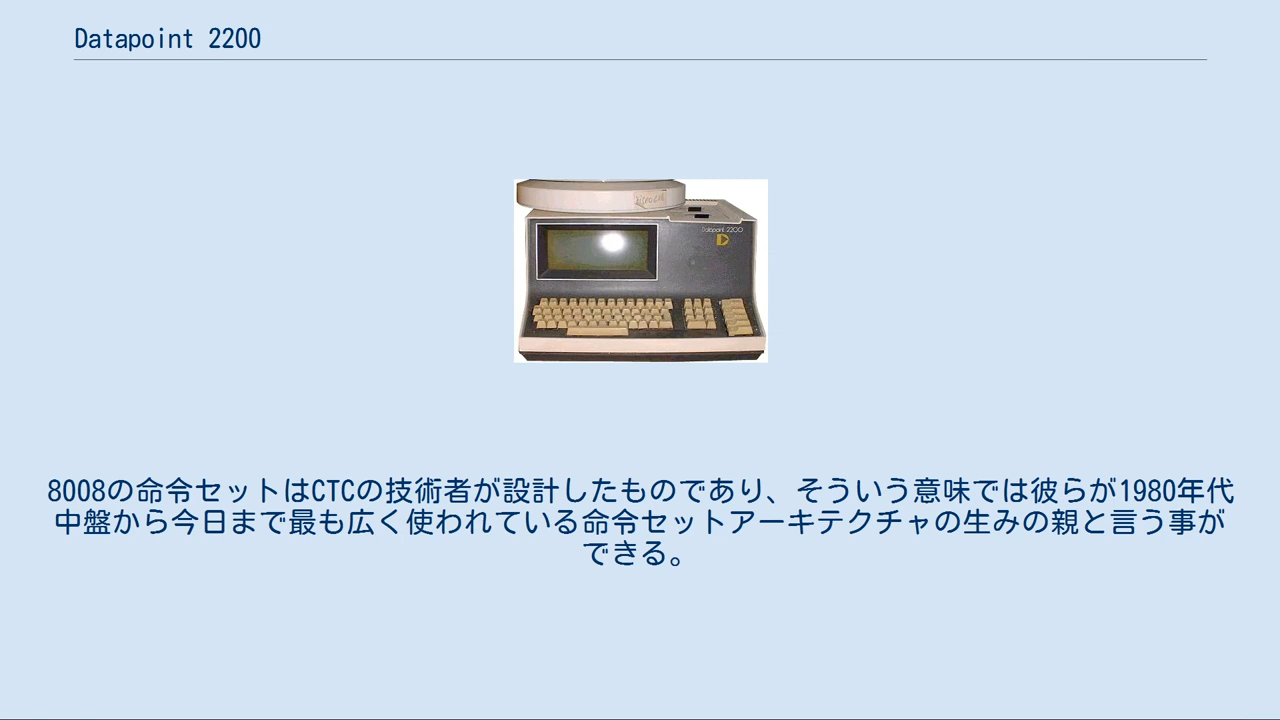 Datapoint 2200
Datapoint 2200
8008の命令セットはCTCの技術者が設計したものであり、そういう意味では彼らが1980年代
中盤から今日まで最も広く使われている命令セットアーキテクチャの生みの親と言う事が
できる。